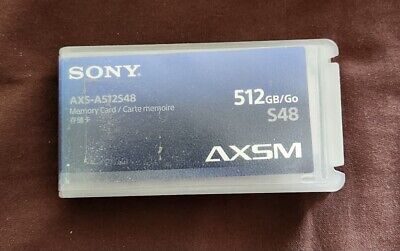 SONY
AXS-A512S48
Memory Card / Carte mémoire
存储卡
512GB/Go
S48
AXSM